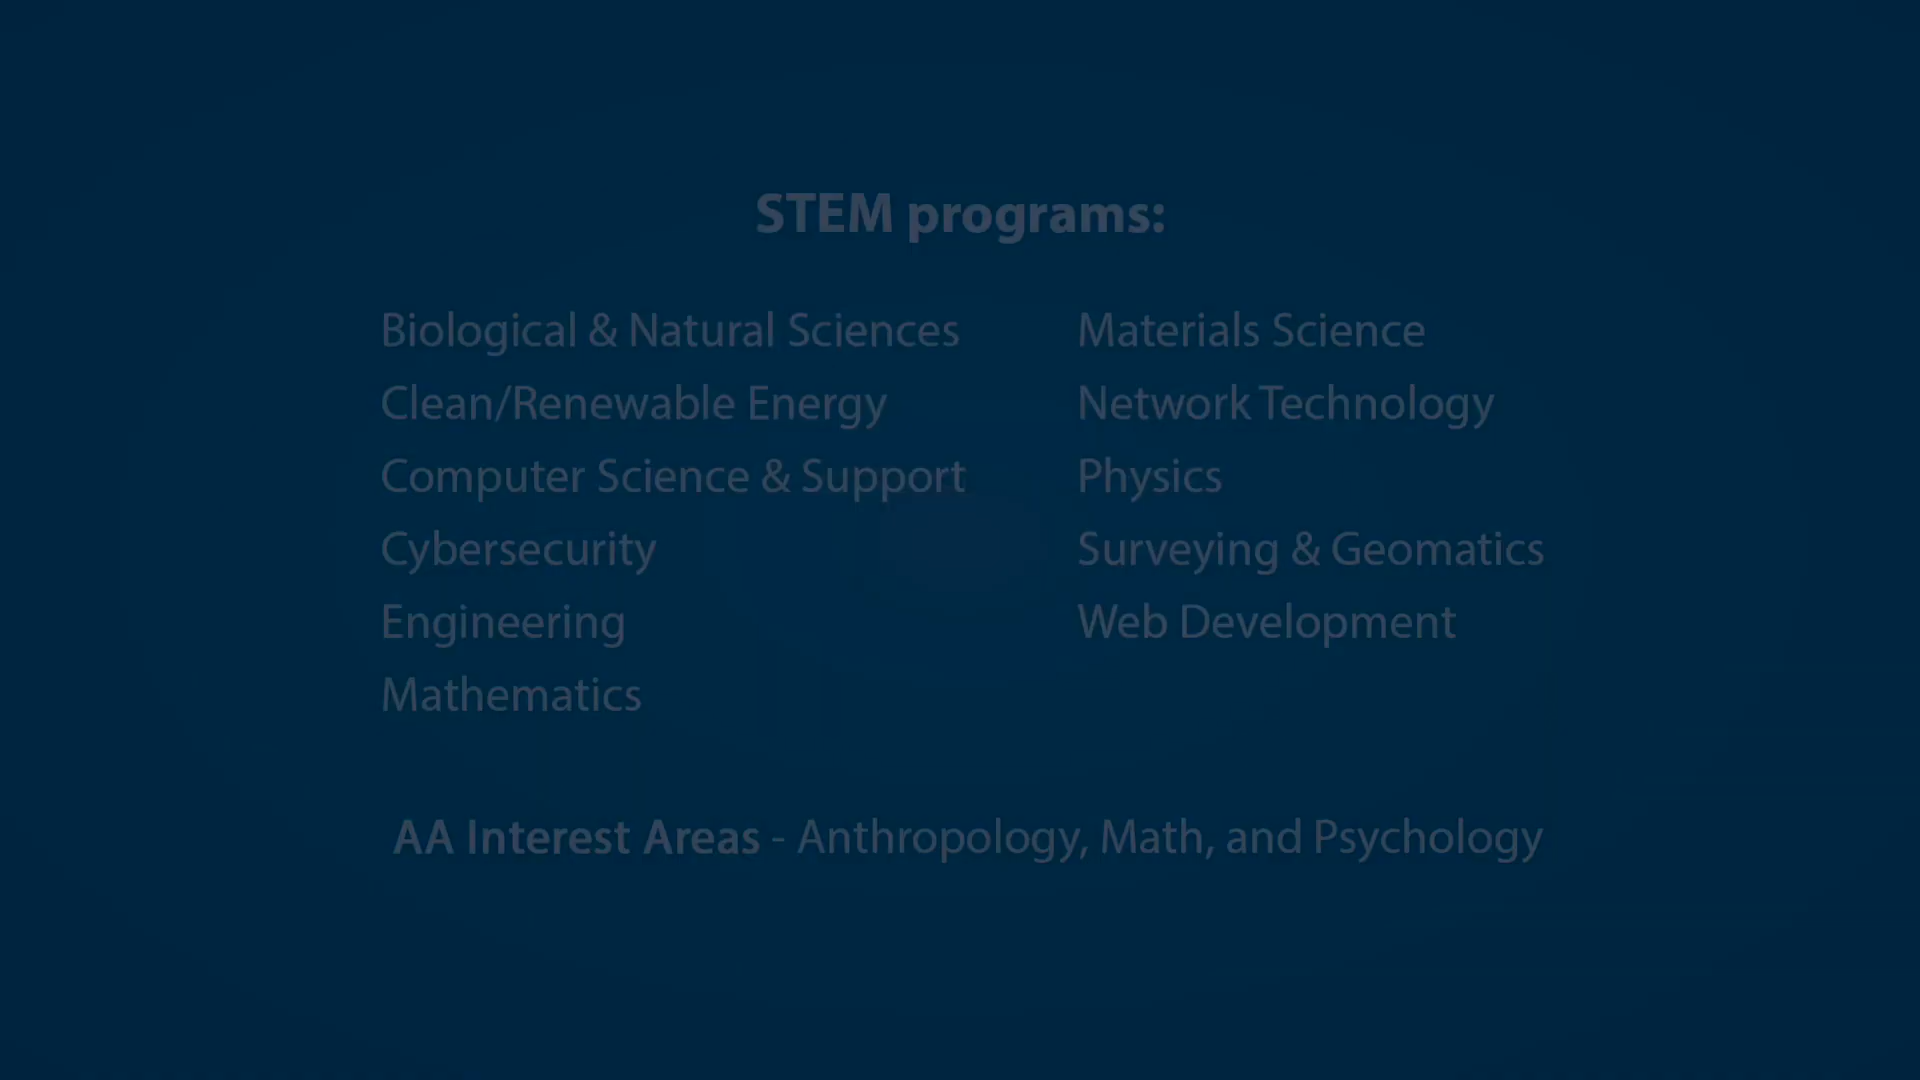 STEM programs:
Biological & Natural Sciences
Clean/Renewable Energy
Computer Science & Support
Cybersecurity
Engineering
Mathematics
Materials Science
Network Technology
Physics
Surveying & Geomatics
Web Development
AA Interest Areas - Anthropology, Math, and Psychology